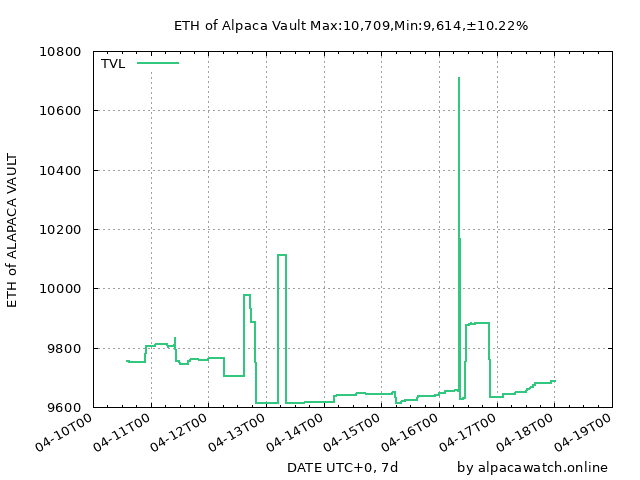 ETH of Alpaca Vault Max:10,709,Min:9,614,±10.22%
TVL
ETH of ALAPACA VAULT
10800
10600
10400
10200
10000
9800
9600
04-10T00
04-11T00
04-12T00
04-13T00
04-14T00
04-15T00
04-16T00
04-17T00
04-18T00
04-19T00
DATE UTC+0, 7d
by alpacawatch.online